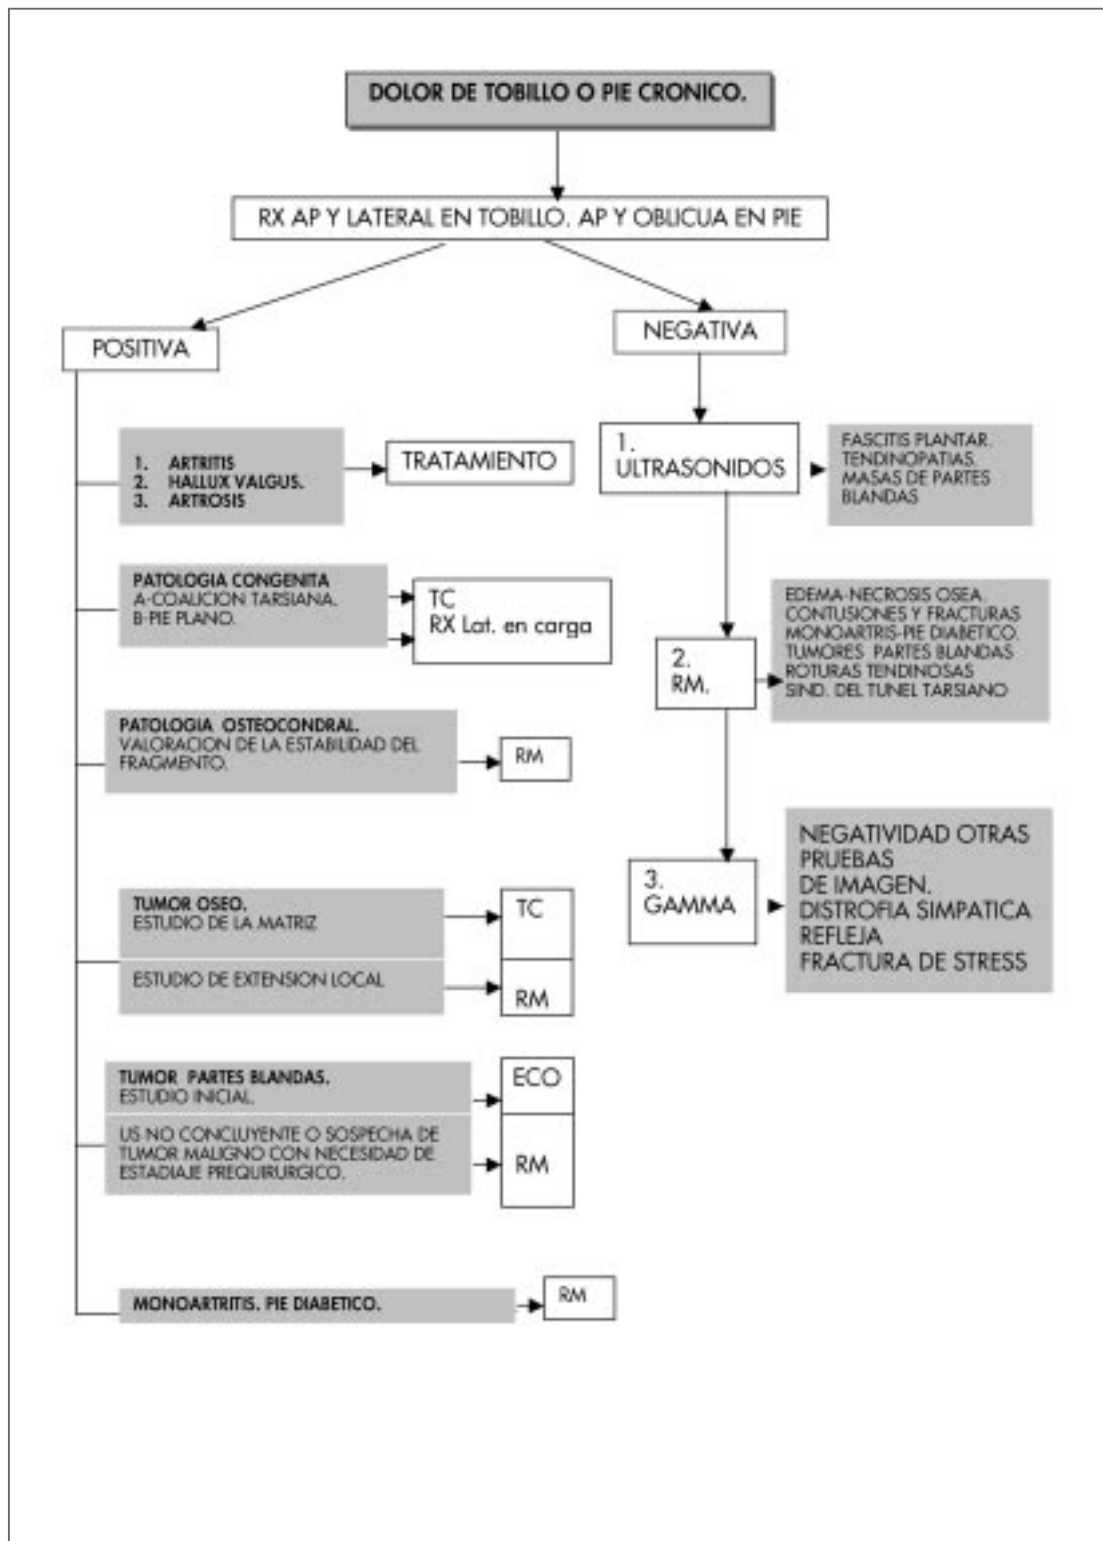 DOLOR DE TOBILLO O PIE CRONICO.
RX AP Y LATERAL EN TOBILLO. AP Y OBLICUA EN PIE
POSITIVA
NEGATIVA
1. ARTRITIS
2. HALLUX VALGUS.
3. ARTROSIS
TRATAMIENTO
PATOLOGIA CONGENITA
A-COALICION TARSIANA.
B-PIE PLANO.
TC
RX Lat. en carga
PATOLOGIA OSTEOCONDRAL.
VALORACION DE LA ESTABILIDAD DEL
FRAGMENTO.
RM
TUMOR OSEO.
ESTUDIO DE LA MATRIZ
TC
ESTUDIO DE EXTENSION LOCAL
RM
TUMOR PARTES BLANDAS.
ESTUDIO INICIAL.
ECO
US NO CONCLUYENTE O SOSPECHA DE
TUMOR MALIGNO CON NECESIDAD DE
ESTADIAJE PREQUIRURGICO.
RM
MONOARTRITIS. PIE DIABETICO.
RM
1.
ULTRASONIDOS
FASCITIS PLANTAR.
TENDINOPATIAS.
MASAS DE PARTES
BLANDAS
2.
RM.
EDEMA-NECROSIS OSEA.
CONTUSIONES Y FRACTURAS
MONOARTRIS-PIE DIABETICO.
TUMORES PARTES BLANDAS
ROTURAS TENDINOSAS
SIND. DEL TUNEL TARSIANO
3.
GAMMA
NEGATIVIDAD OTRAS
PRUEBAS
DE IMAGEN.
DISTROFIA SIMPATICA
REFLEJA
FRACTURA DE STRESS